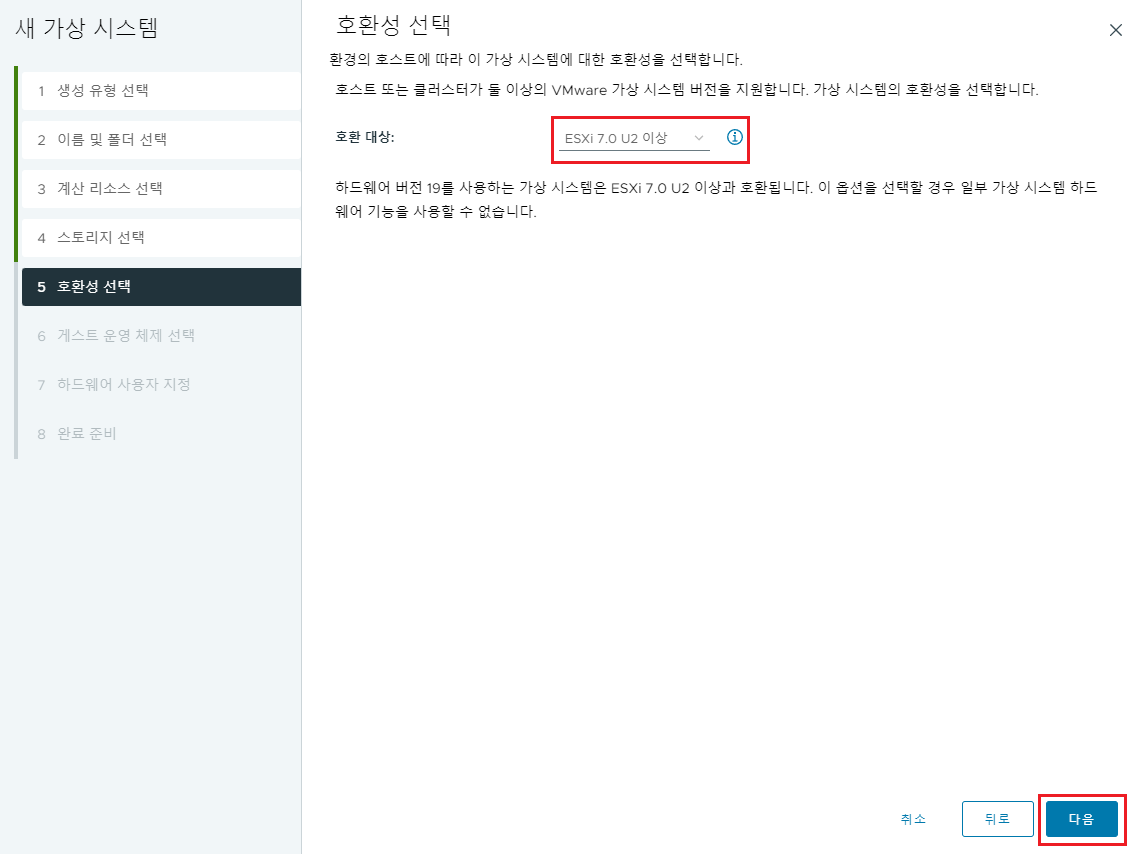 새 가상 시스템
1 생성 유형 선택
2 이름 및 폴더 선택
3 계산 리소스 선택
4 스토리지 선택
5 호환성 선택
6 게스트 운영 체제 선택
7 하드웨어 사용자 지정
8 완료 준비
호환성 선택
환경의 호스트에 따라 이 가상 시스템에 대한 호환성을 선택합니다.
호스트 또는 클러스터가 둘 이상의 VMware 가상 시스템 버전을 지원합니다. 가상 시스템의 호환성을 선택합니다.
호환 대상: ESXi 7.0 U2 이상
하드웨어 버전 19를 사용하는 가상 시스템은 ESXi 7.0 U2 이상과 호환됩니다. 이 옵션을 선택할 경우 일부 가상 시스템 하드
웨어 기능을 사용할 수 없습니다.
취소 뒤로 다음